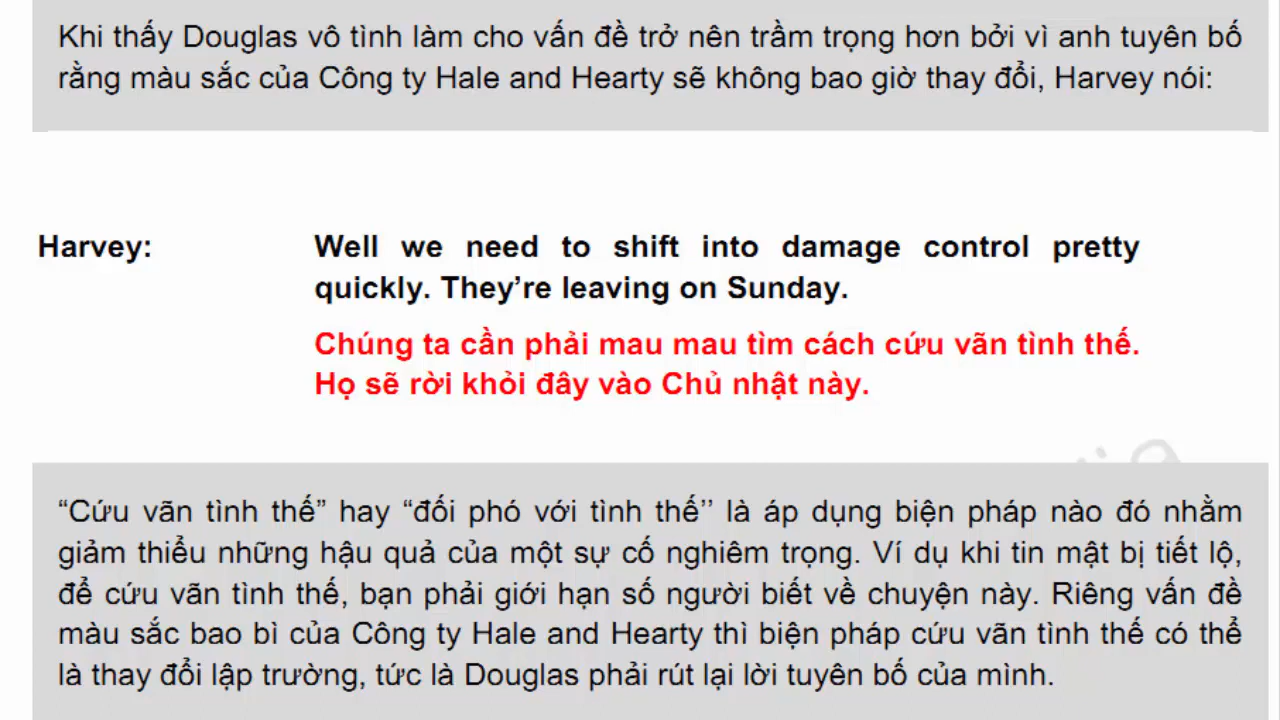 Khi thấy Douglas vô tình làm cho vấn đề trở nên trầm trọng hơn bởi vì anh tuyên bố
rằng màu sắc của Công ty Hale and Hearty sẽ không bao giờ thay đổi, Harvey nói:
Harvey: Well we need to shift into damage control pretty
quickly. They’re leaving on Sunday.
Chúng ta cần phải mau mau tìm cách cứu vãn tình thế.
Họ sẽ rời khỏi đây vào Chủ nhật này.
“Cứu vãn tình thế” hay “đối phó với tình thế’’ là áp dụng biện pháp nào đó nhằm
giảm thiểu những hậu quả của một sự cố nghiêm trọng. Ví dụ khi tin mật bị tiết lộ,
để cứu vãn tình thế, bạn phải giới hạn số người biết về chuyện này. Riêng vấn đề
màu sắc bao bì của Công ty Hale and Hearty thì biện pháp cứu vãn tình thế có thể
là thay đổi lập trường, tức là Douglas phải rút lại lời tuyên bố của mình.